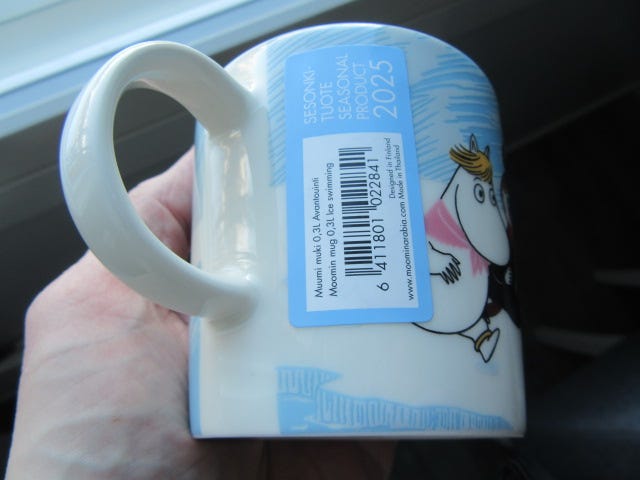 SESONKI-
TUOTE
SEASONAL
PRODUCT
2025
Muumi muki 0,3L Avantouinti
Moomin mug 0,3L Ice swimming
6 411801 022841
Designed in Finland
www.moominarabia.com Made in Thailand